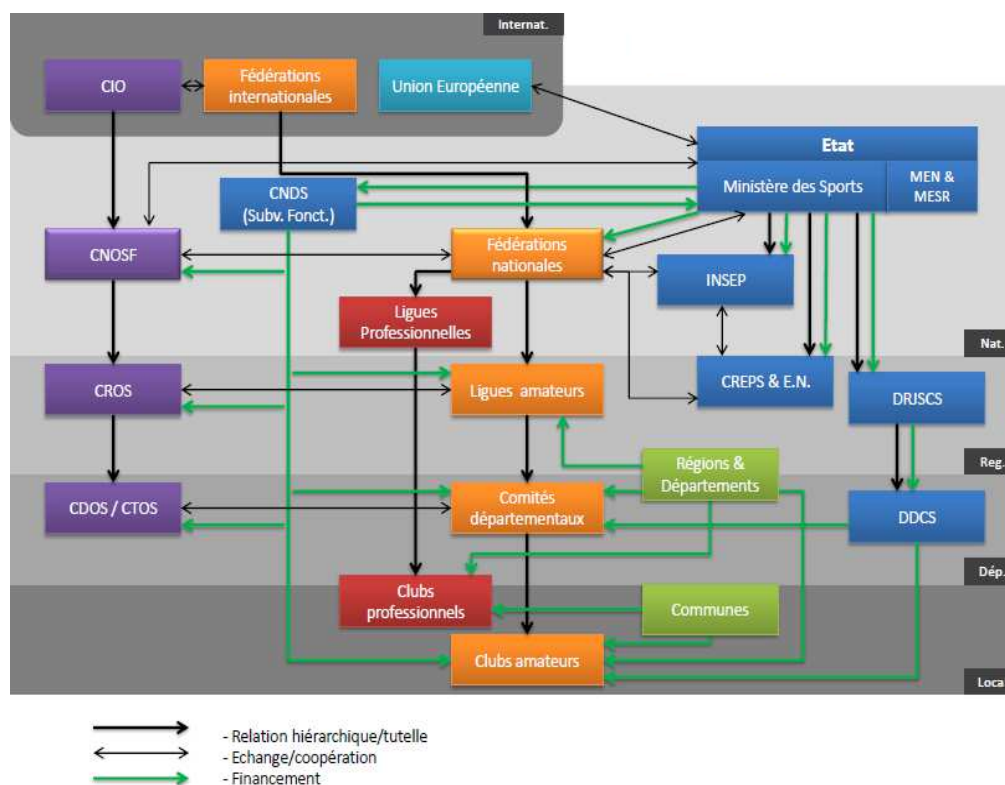 Internat.
CIO
Fédérations
internationales
Union Européenne
Etat
Ministère des Sports
MEN &
MESR
CNDS
(Subv. Fonct.)
CNOSF
Fédérations
nationales
INSEP
Ligues
Professionnelles
Nat.
CROS
Ligues amateurs
CREPS & E.N.
DRJSCS
Reg.
Régions &
Départements
CDOS / CTOS
Comités
départementaux
DDCS
Dép.
Clubs
professionnels
Communes
Clubs amateurs
Loca
- Relation hiérarchique/tutelle
- Echange/coopération
- Financement